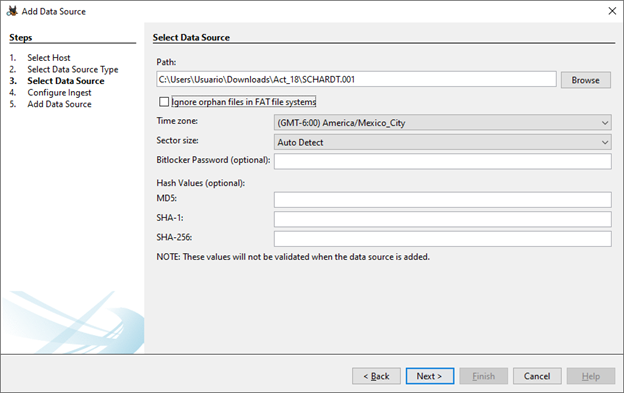 Add Data Source
Steps
1. Select Host
2. Select Data Source Type
3. Select Data Source
4. Configure Ingest
5. Add Data Source
Select Data Source
Path:
C:\Users\Usuario\Downloads\Act_18\SCHARDT.001
Browse
Ignore orphan files in FAT file systems
Time zone: (GMT-6:00) America/Mexico_City
Sector size: Auto Detect
Bitlocker Password (optional):
Hash Values (optional):
MD5:
SHA-1:
SHA-256:
NOTE: These values will not be validated when the data source is added.
< Back Next > Finish Cancel Help